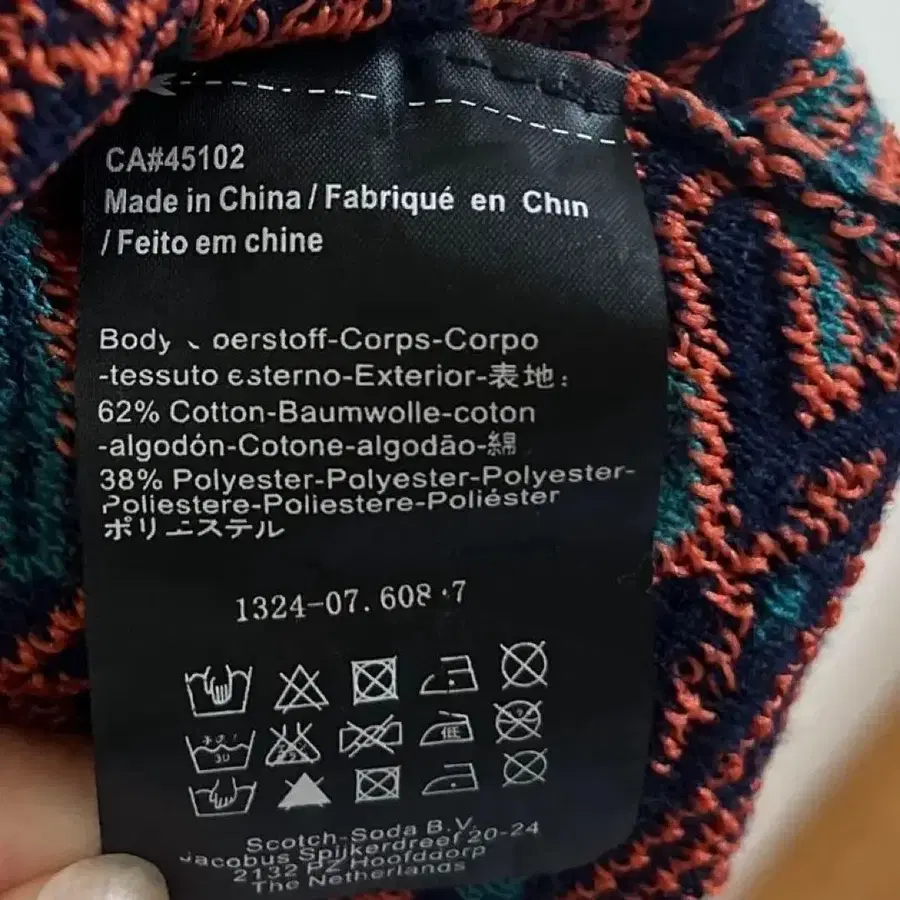 CA#45102
Made in China / Fabriqué en Chin
/ Feito em chine
Body oerstoff-Corps-Corpo
-tessuto esterno-Exterior-表地:
62% Cotton-Baumwolle-coton
-algodón-Cotone-algodão-綿
38% Polyester-Polyester-Polyester-
Poliestere-Poliestere-Poliéster
ポリエステル
1324-07.608.7
低
30
Scotch-Soda B.V.
Jacobus Spijkerdreef 20-24
2132 PZ Hoofddorp
The Netherlands